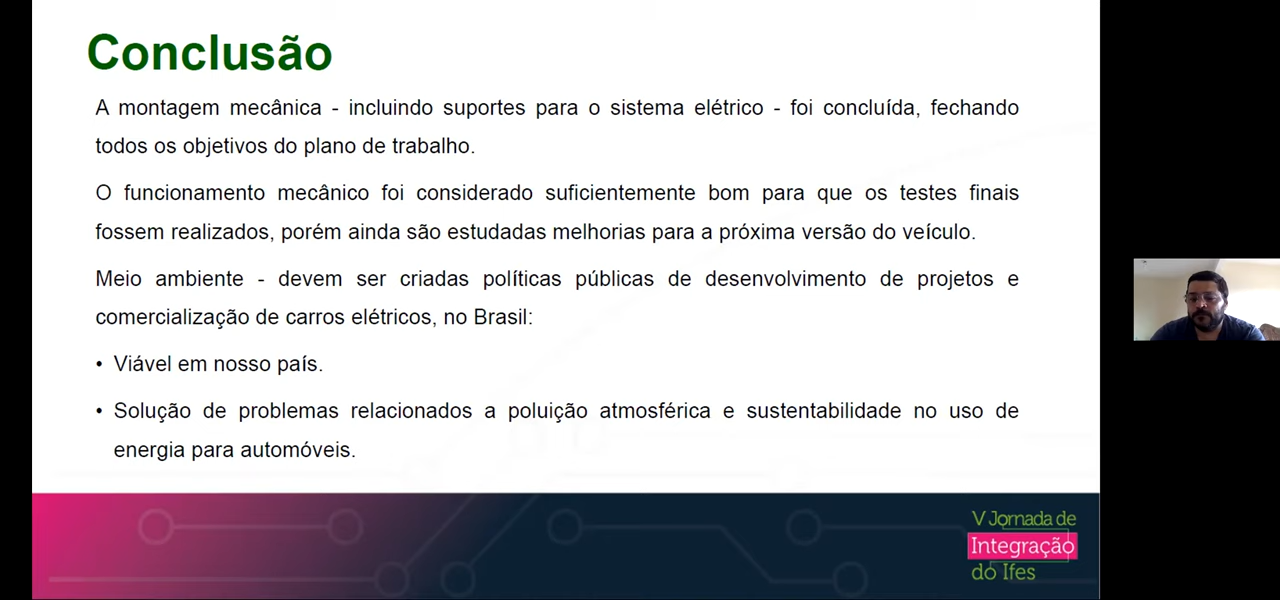 Conclusão
A montagem mecânica - incluindo suportes para o sistema elétrico - foi concluída, fechando
todos os objetivos do plano de trabalho.
O funcionamento mecânico foi considerado suficientemente bom para que os testes finais
fossem realizados, porém ainda são estudadas melhorias para a próxima versão do veículo.
Meio ambiente - devem ser criadas políticas públicas de desenvolvimento de projetos e
comercialização de carros elétricos, no Brasil:
• Viável em nosso país.
• Solução de problemas relacionados a poluição atmosférica e sustentabilidade no uso de
energia para automóveis.
V Jornada de
Integração
do Ifes